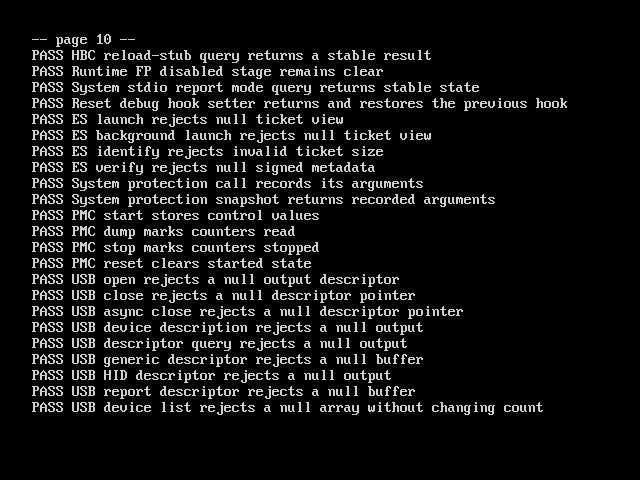 -- page 10 --
PASS HBC reload-stub query returns a stable result
PASS Runtime FP disabled stage remains clear
PASS System stdio report mode query returns stable state
PASS Reset debug hook setter returns and restores the previous hook
PASS ES launch rejects null ticket view
PASS ES background launch rejects null ticket view
PASS ES identify rejects invalid ticket size
PASS ES verify rejects null signed metadata
PASS System protection call records its arguments
PASS System protection snapshot returns recorded arguments
PASS PMC start stores control values
PASS PMC dump marks counters read
PASS PMC stop marks counters stopped
PASS PMC reset clears started state
PASS USB open rejects a null output descriptor
PASS USB close rejects a null descriptor pointer
PASS USB async close rejects a null descriptor pointer
PASS USB device description rejects a null output
PASS USB descriptor query rejects a null output
PASS USB generic descriptor rejects a null buffer
PASS USB HID descriptor rejects a null output
PASS USB report descriptor rejects a null buffer
PASS USB device list rejects a null array without changing count